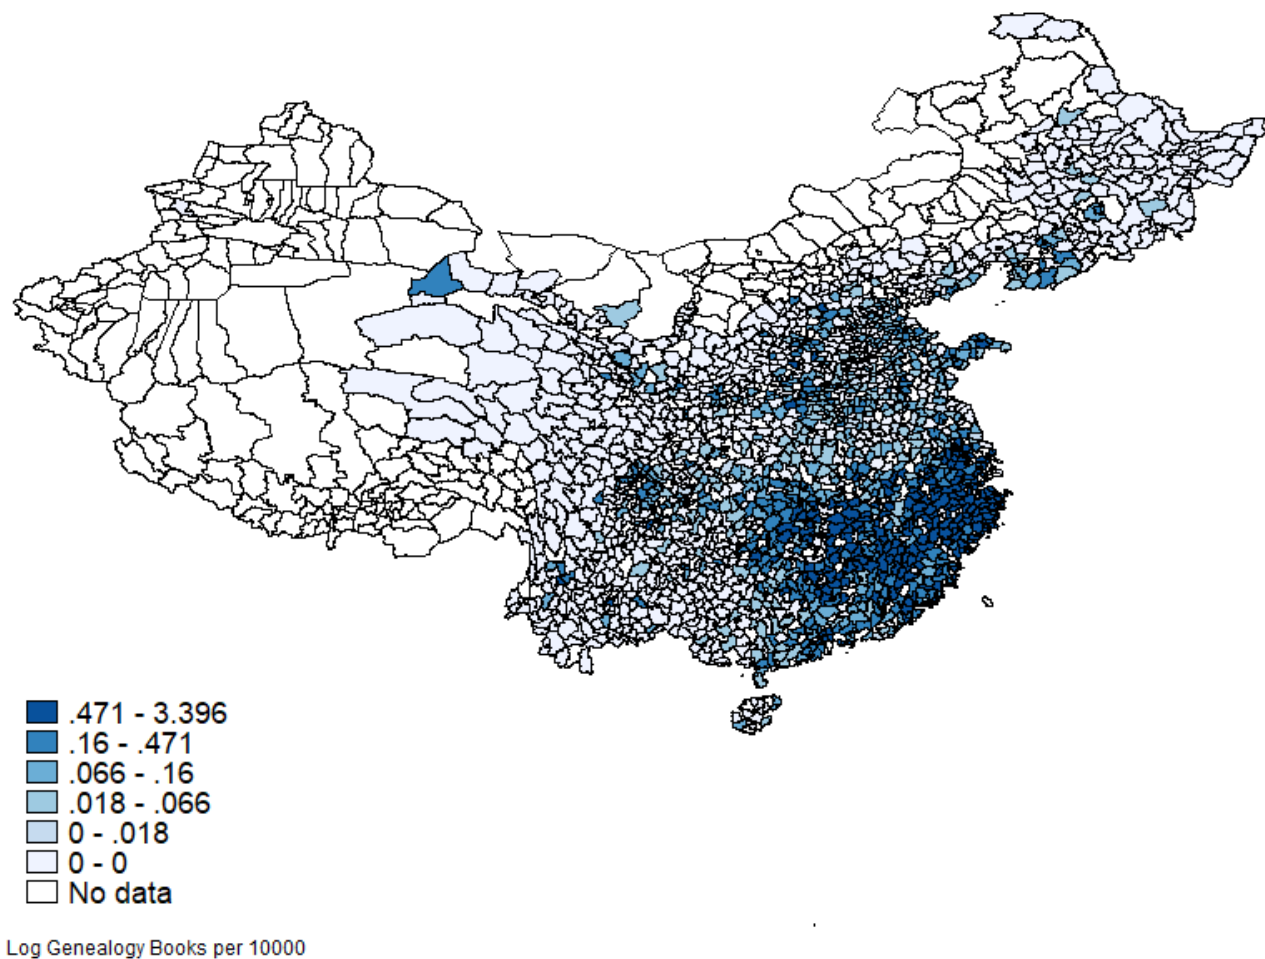 .471 - 3.396
.16 - .471
.066 - .16
.018 - .066
0 - .018
0 - 0
No data
Log Genealogy Books per 10000